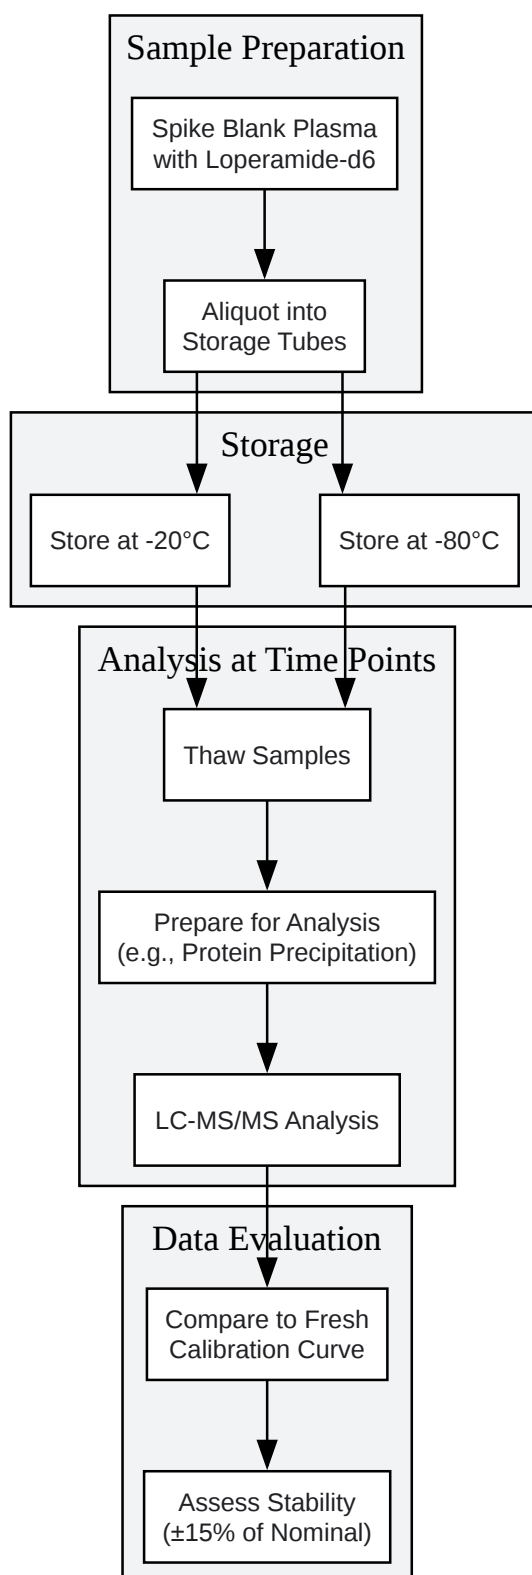 Sample Preparation
Spike Blank Plasma
with Loperamide-d6
Aliquot into
Storage Tubes
Storage
Store at -20°C
Store at -80°C
Analysis at Time Points
Thaw Samples
Prepare for Analysis
(e.g., Protein Precipitation)
LC-MS/MS Analysis
Data Evaluation
Compare to Fresh
Calibration Curve
Assess Stability
(±15% of Nominal)